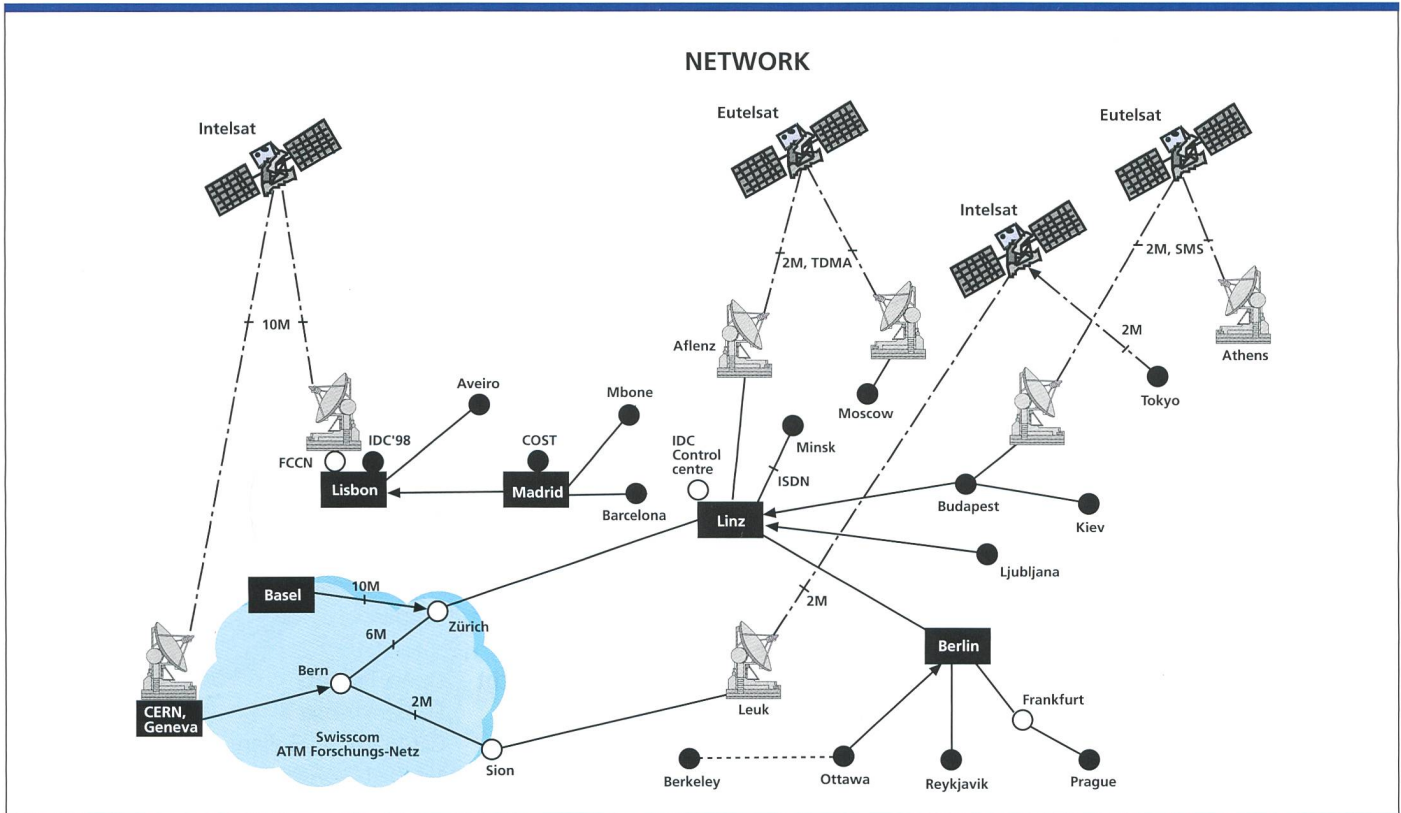 NETWORK
Intelsat
Eutelsat
Eutelsat
Intelsat
10M
2M, TDMA
2M, SMS
2M
Aflenz
Moscow
Athens
Tokyo
Aveiro
Mbone
FCCN
IDC'98
COST
IDC
Control
centre
Minsk
ISDN
Lisbon
Madrid
Barcelona
Linz
Budapest
Kiev
Ljubljana
Basel
10M
Zürich
6M
2M
Bern
2M
Berlin
CERN,
Geneva
Swisscom
ATM Forschungs-Netz
Sion
Leuk
Frankfurt
Berkeley
Ottawa
Reykjavik
Prague